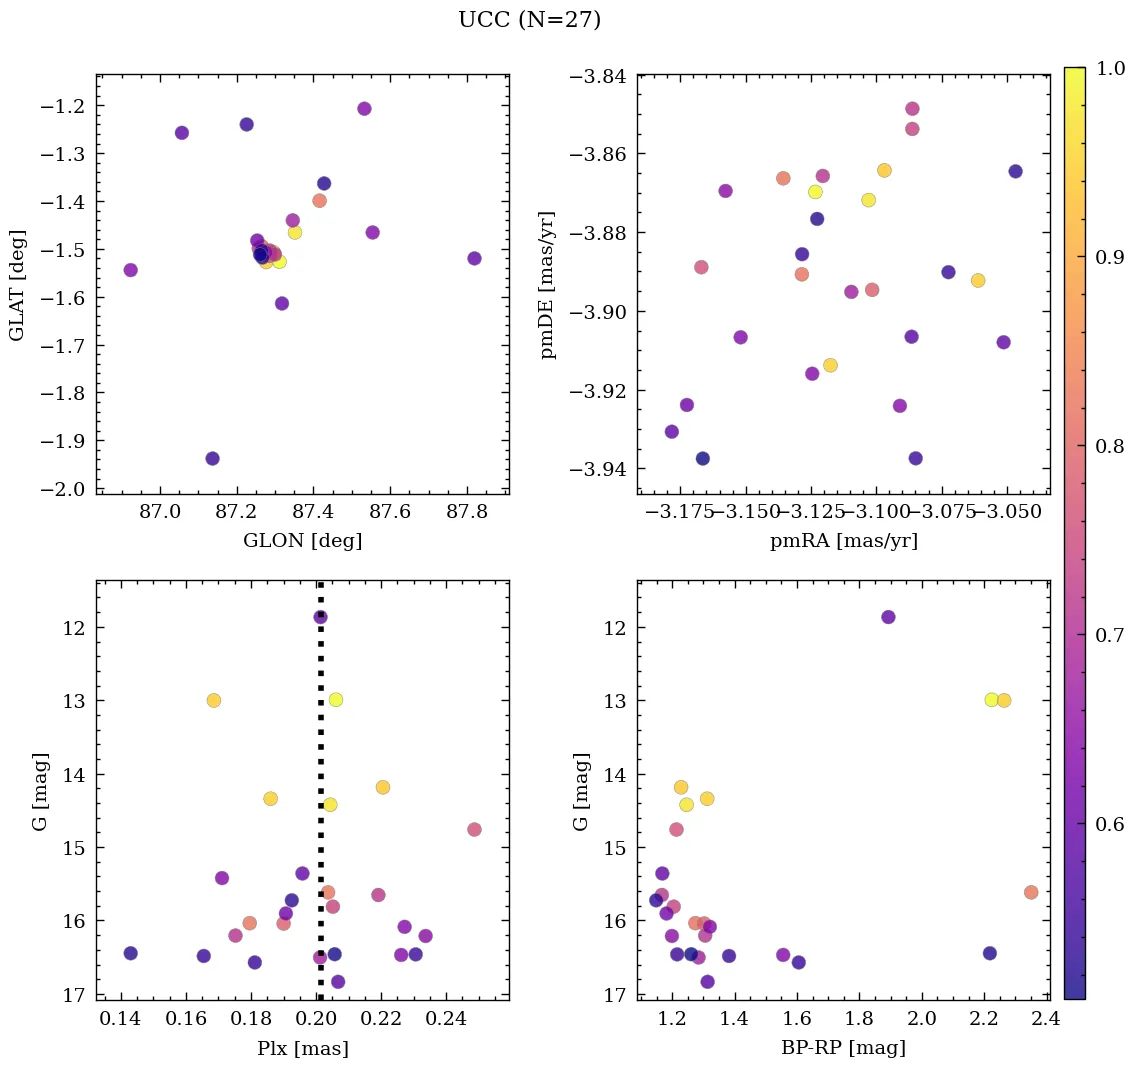 UCC (N=27)
−1.2
−1.3
−1.4
−1.5
−1.6
−1.7
−1.8
−1.9
−2.0
GLAT [deg]
87.0 87.2 87.4 87.6 87.8
GLON [deg]
−3.84
−3.86
−3.88
−3.90
−3.92
−3.94
pmDE [mas/yr]
−3.175 −3.150 −3.125 −3.100 −3.075 −3.050
pmRA [mas/yr]
12
13
14
15
16
17
G [mag]
0.14 0.16 0.18 0.20 0.22 0.24
Plx [mas]
12
13
14
15
16
17
G [mag]
1.2 1.4 1.6 1.8 2.0 2.2 2.4
BP-RP [mag]
1.0
0.9
0.8
0.7
0.6